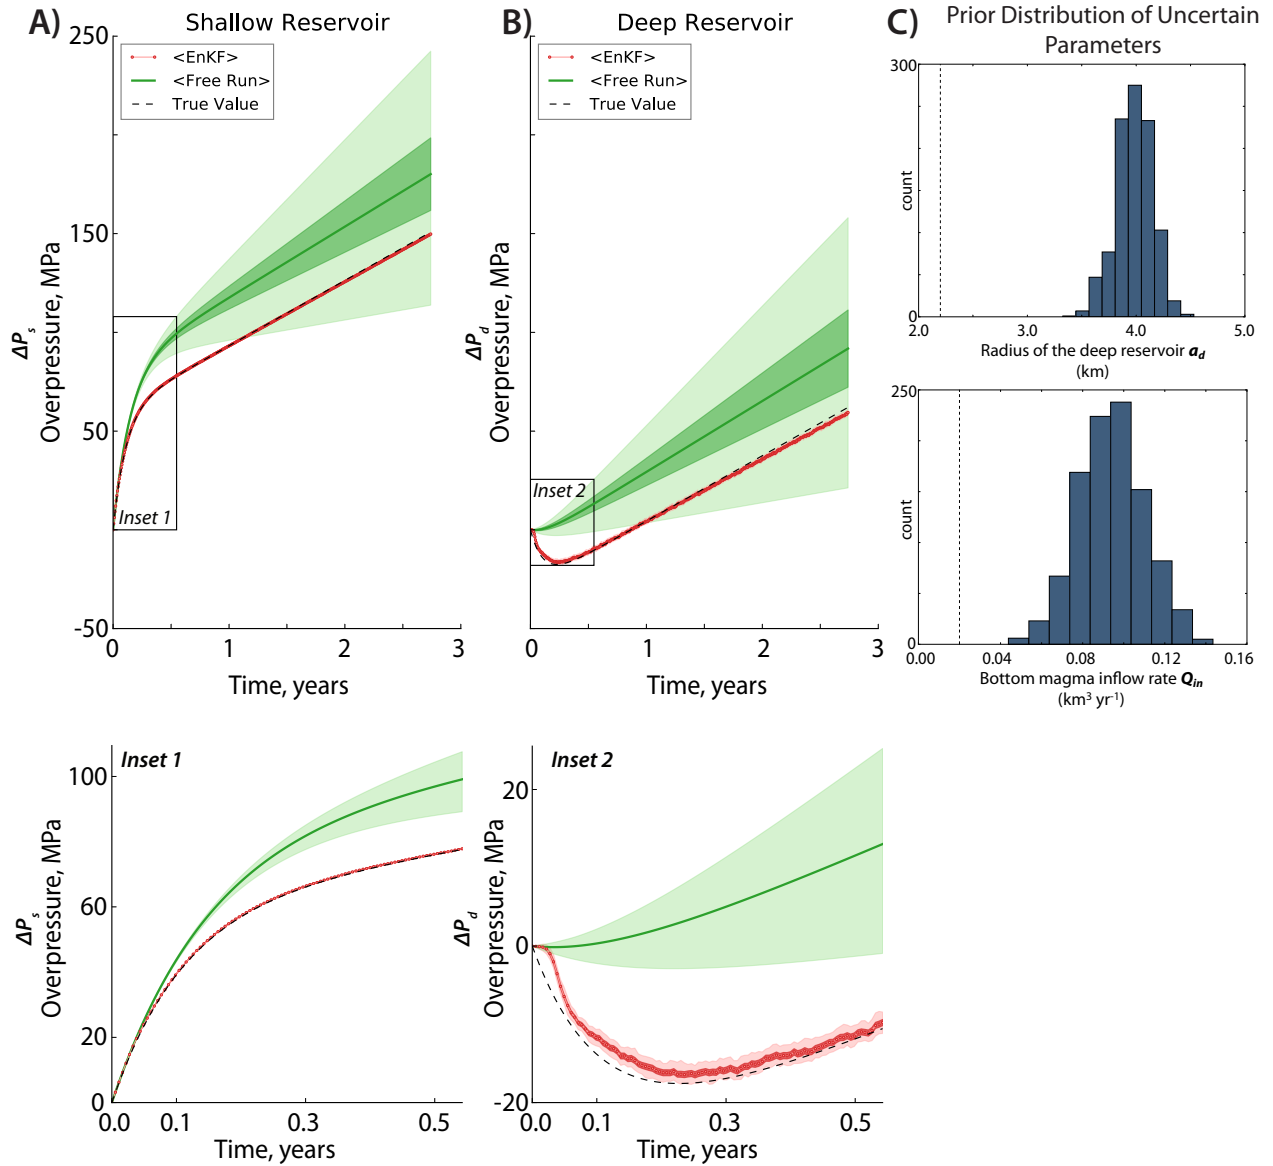 A)
Shallow Reservoir
<EnKF>
<Free Run>
True Value
250
150
50
-50
ΔPs
Overpressure, MPa
Inset 1
0
1
2
3
Time, years
B)
Deep Reservoir
<EnKF>
<Free Run>
True Value
ΔPd
Overpressure, MPa
Inset 2
0
1
2
3
Time, years
C)
Prior Distribution of Uncertain
Parameters
300
count
0
2.0
3.0
4.0
5.0
Radius of the deep reservoir ad
(km)
250
count
0
0.00
0.04
0.08
0.12
0.16
Bottom magma inflow rate Qin
(km³ yr⁻¹)
Inset 1
100
60
20
0
ΔPs
Overpressure, MPa
0.0
0.1
0.3
0.5
Time, years
Inset 2
20
0
-20
ΔPd
Overpressure, MPa
0.0
0.1
0.3
0.5
Time, years